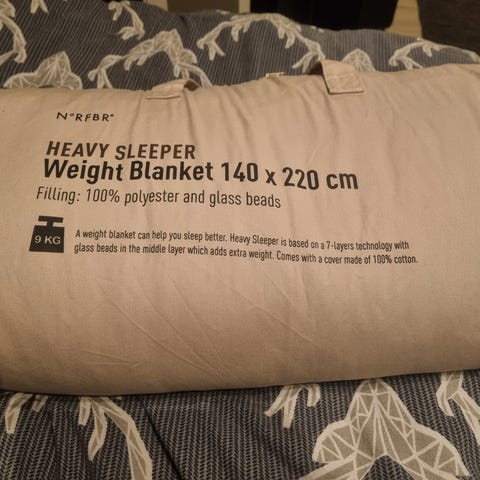 N°RFBR°
HEAVY SLEEPER
Weight Blanket 140 x 220 cm
Filling: 100% polyester and glass beads
9 KG
A weight blanket can help you sleep better. Heavy Sleeper is based on a 7-layers technology with
glass beads in the middle layer which adds extra weight. Comes with a cover made of 100% cotton.